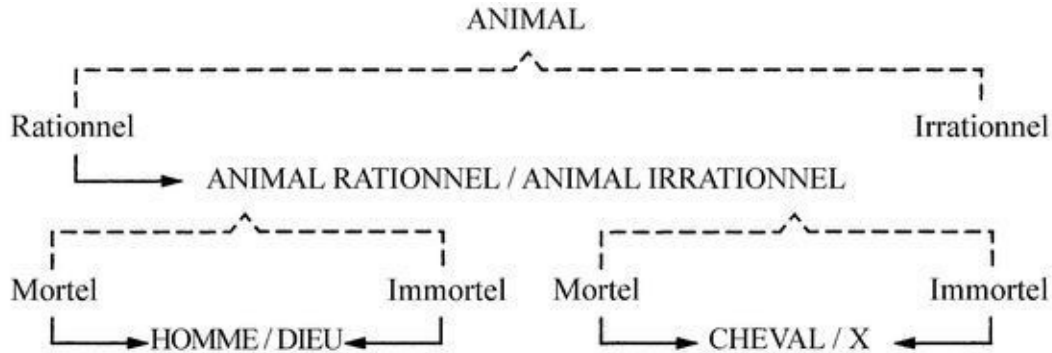 ANIMAL
Rationnel Irrationnel
ANIMAL RATIONNEL / ANIMAL IRRATIONNEL
Mortel Immortel Mortel Immortel
HOMME / DIEU CHEVAL / X